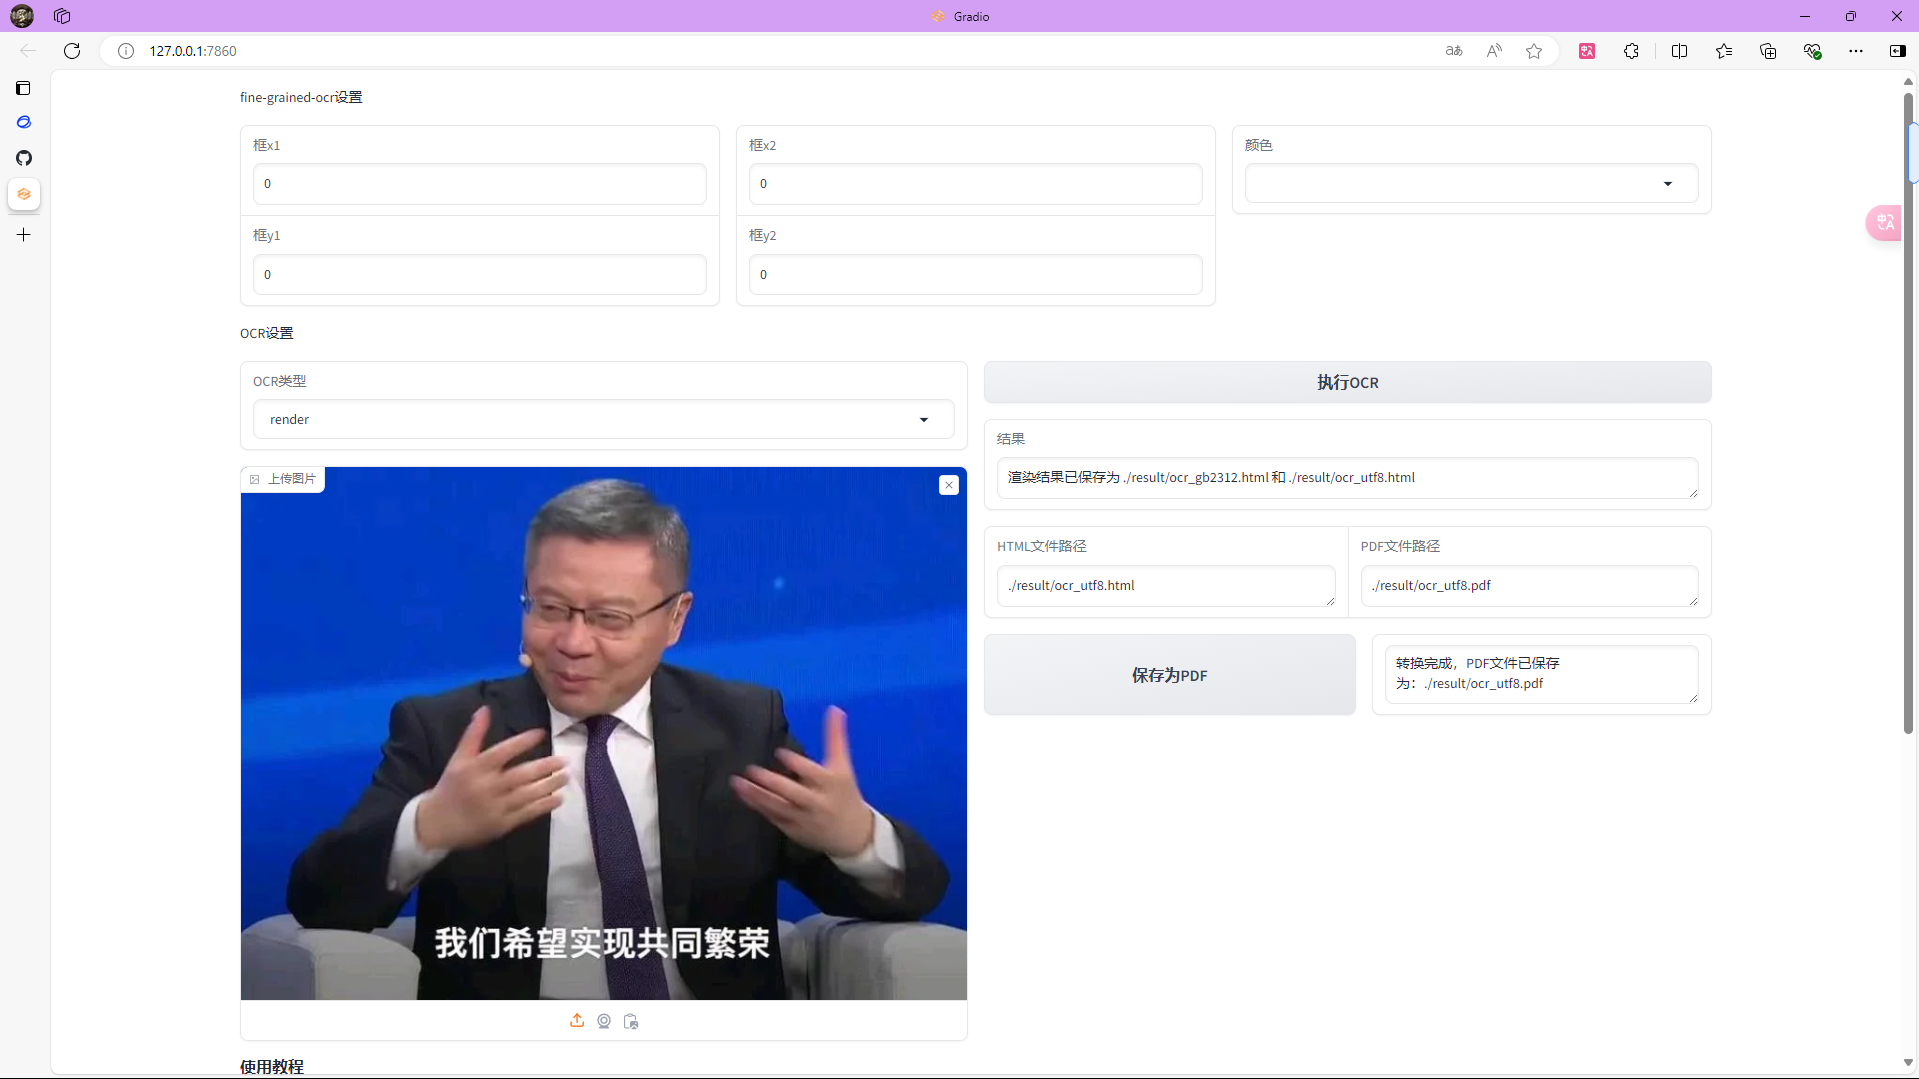 Gradio
127.0.0.1:7860
fine-grained-ocr设置
框x1
框x2
颜色
0
0
框y1
框y2
0
0
OCR设置
OCR类型
render
上传图片
我们希望实现共同繁荣
执行OCR
结果
渲染结果已保存为 ./result/ocr_gb2312.html 和 ./result/ocr_utf8.html
HTML文件路径
PDF文件路径
./result/ocr_utf8.html
./result/ocr_utf8.pdf
保存为PDF
转换完成，PDF文件已保存
为：./result/ocr_utf8.pdf
使用教程